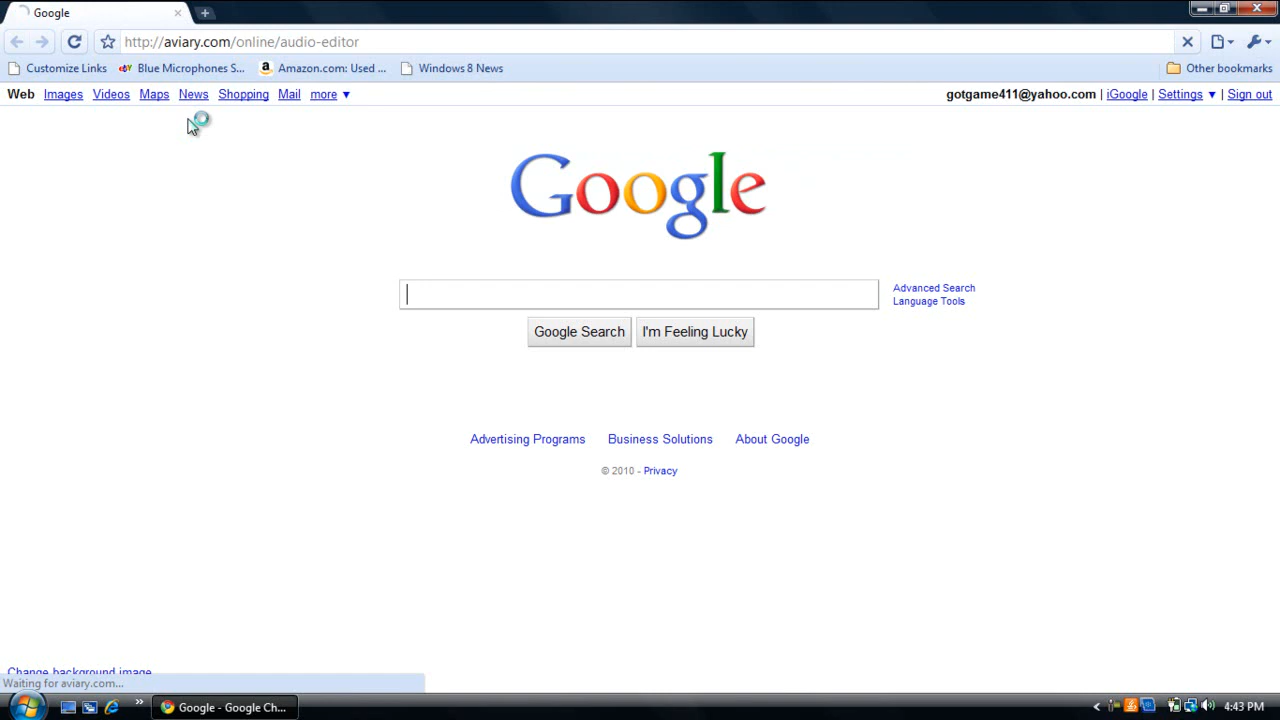 Google
http://aviary.com/online/audio-editor
Customize Links Blue Microphones S... Amazon.com: Used ... Windows 8 News Other bookmarks
Web Images Videos Maps News Shopping Mail more ▼ gotgame411@yahoo.com | iGoogle | Settings ▼ | Sign out
Google
Advanced Search
Language Tools
Google Search I'm Feeling Lucky
Advertising Programs Business Solutions About Google
© 2010 - Privacy
Change background image
Waiting for aviary.com...
Google - Google Ch... 4:43 PM